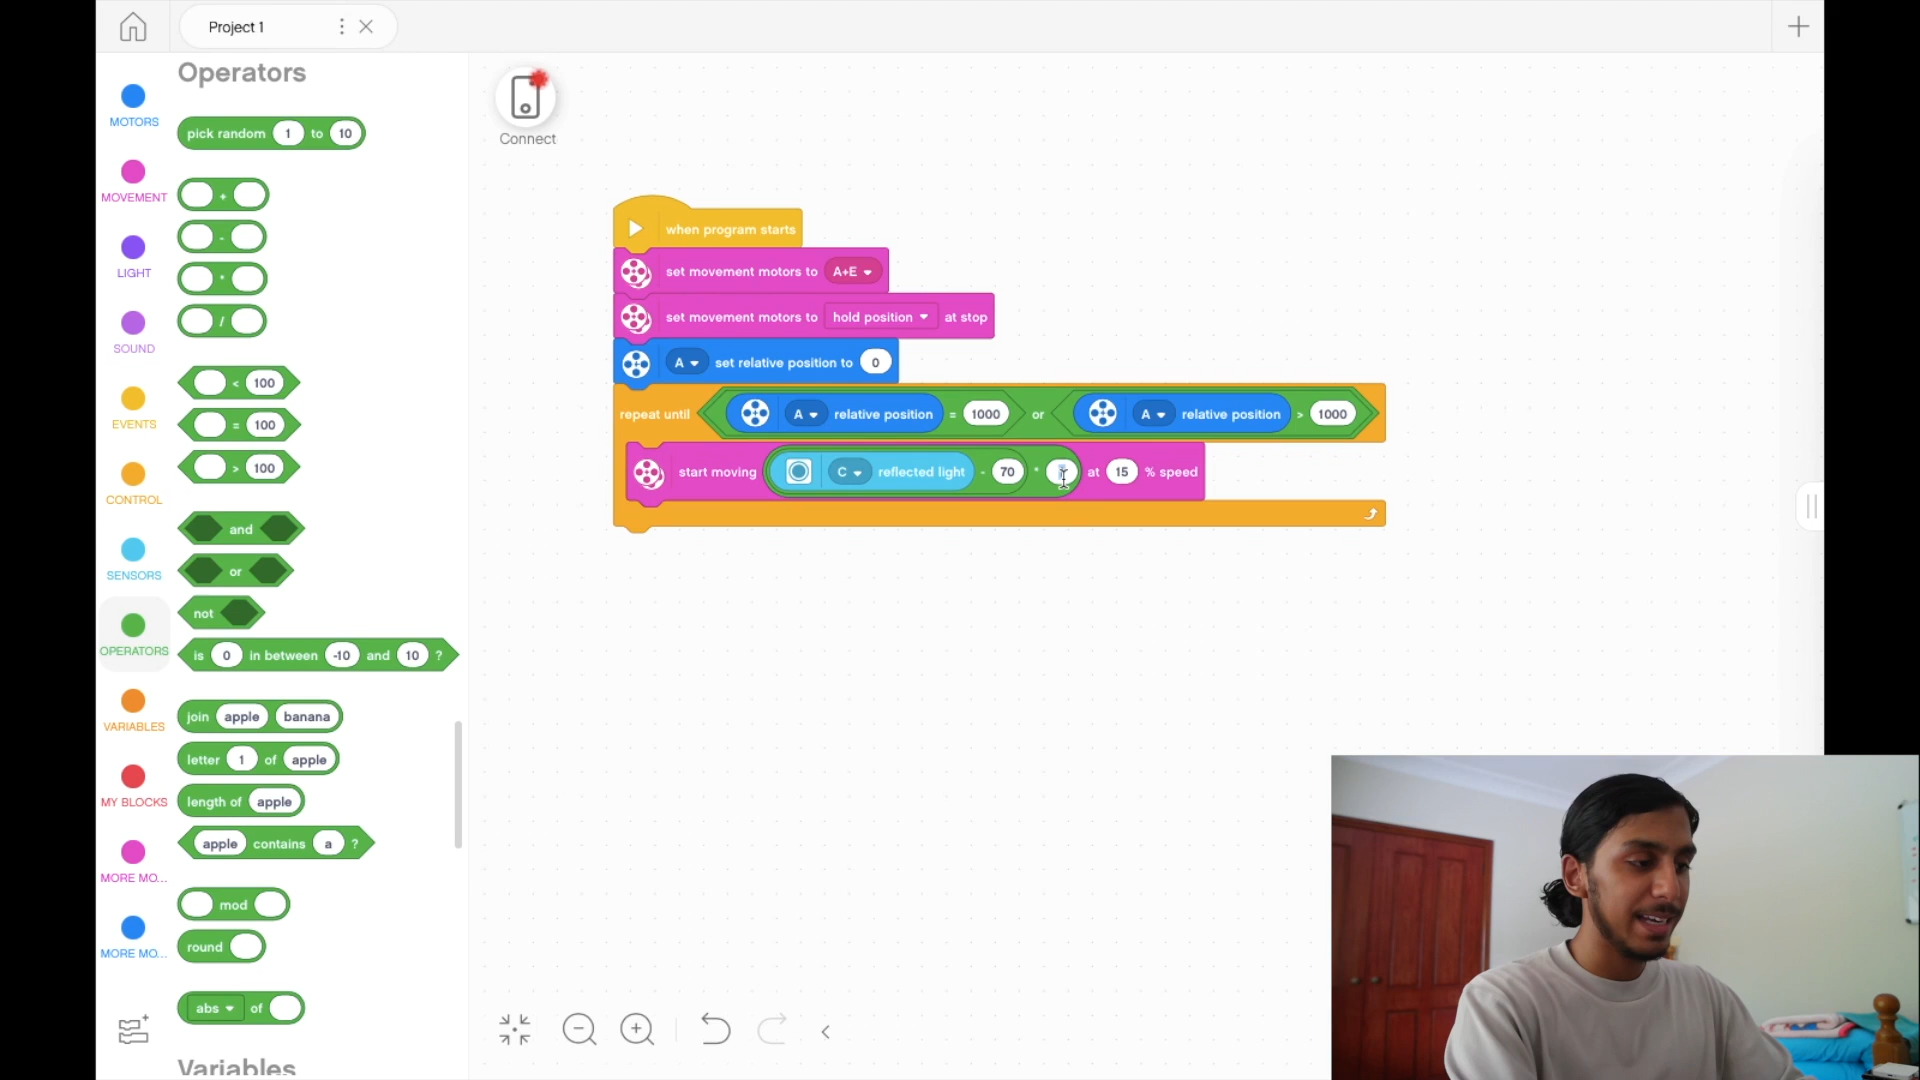 Project 1
Operators
Connect
MOTORS
MOVEMENT
LIGHT
SOUND
EVENTS
CONTROL
SENSORS
OPERATORS
VARIABLES
MY BLOCKS
MORE MO...
MORE MO...
pick random 1 to 10
+
-
*
/
< 100
= 100
> 100
and
or
not
is 0 in between -10 and 10 ?
join apple banana
letter 1 of apple
length of apple
apple contains a ?
mod
round
abs of
Variables
when program starts
set movement motors to A+E
set movement motors to hold position at stop
A set relative position to 0
repeat until A relative position = 1000 or A relative position > 1000
start moving C reflected light - 70 * at 15 % speed